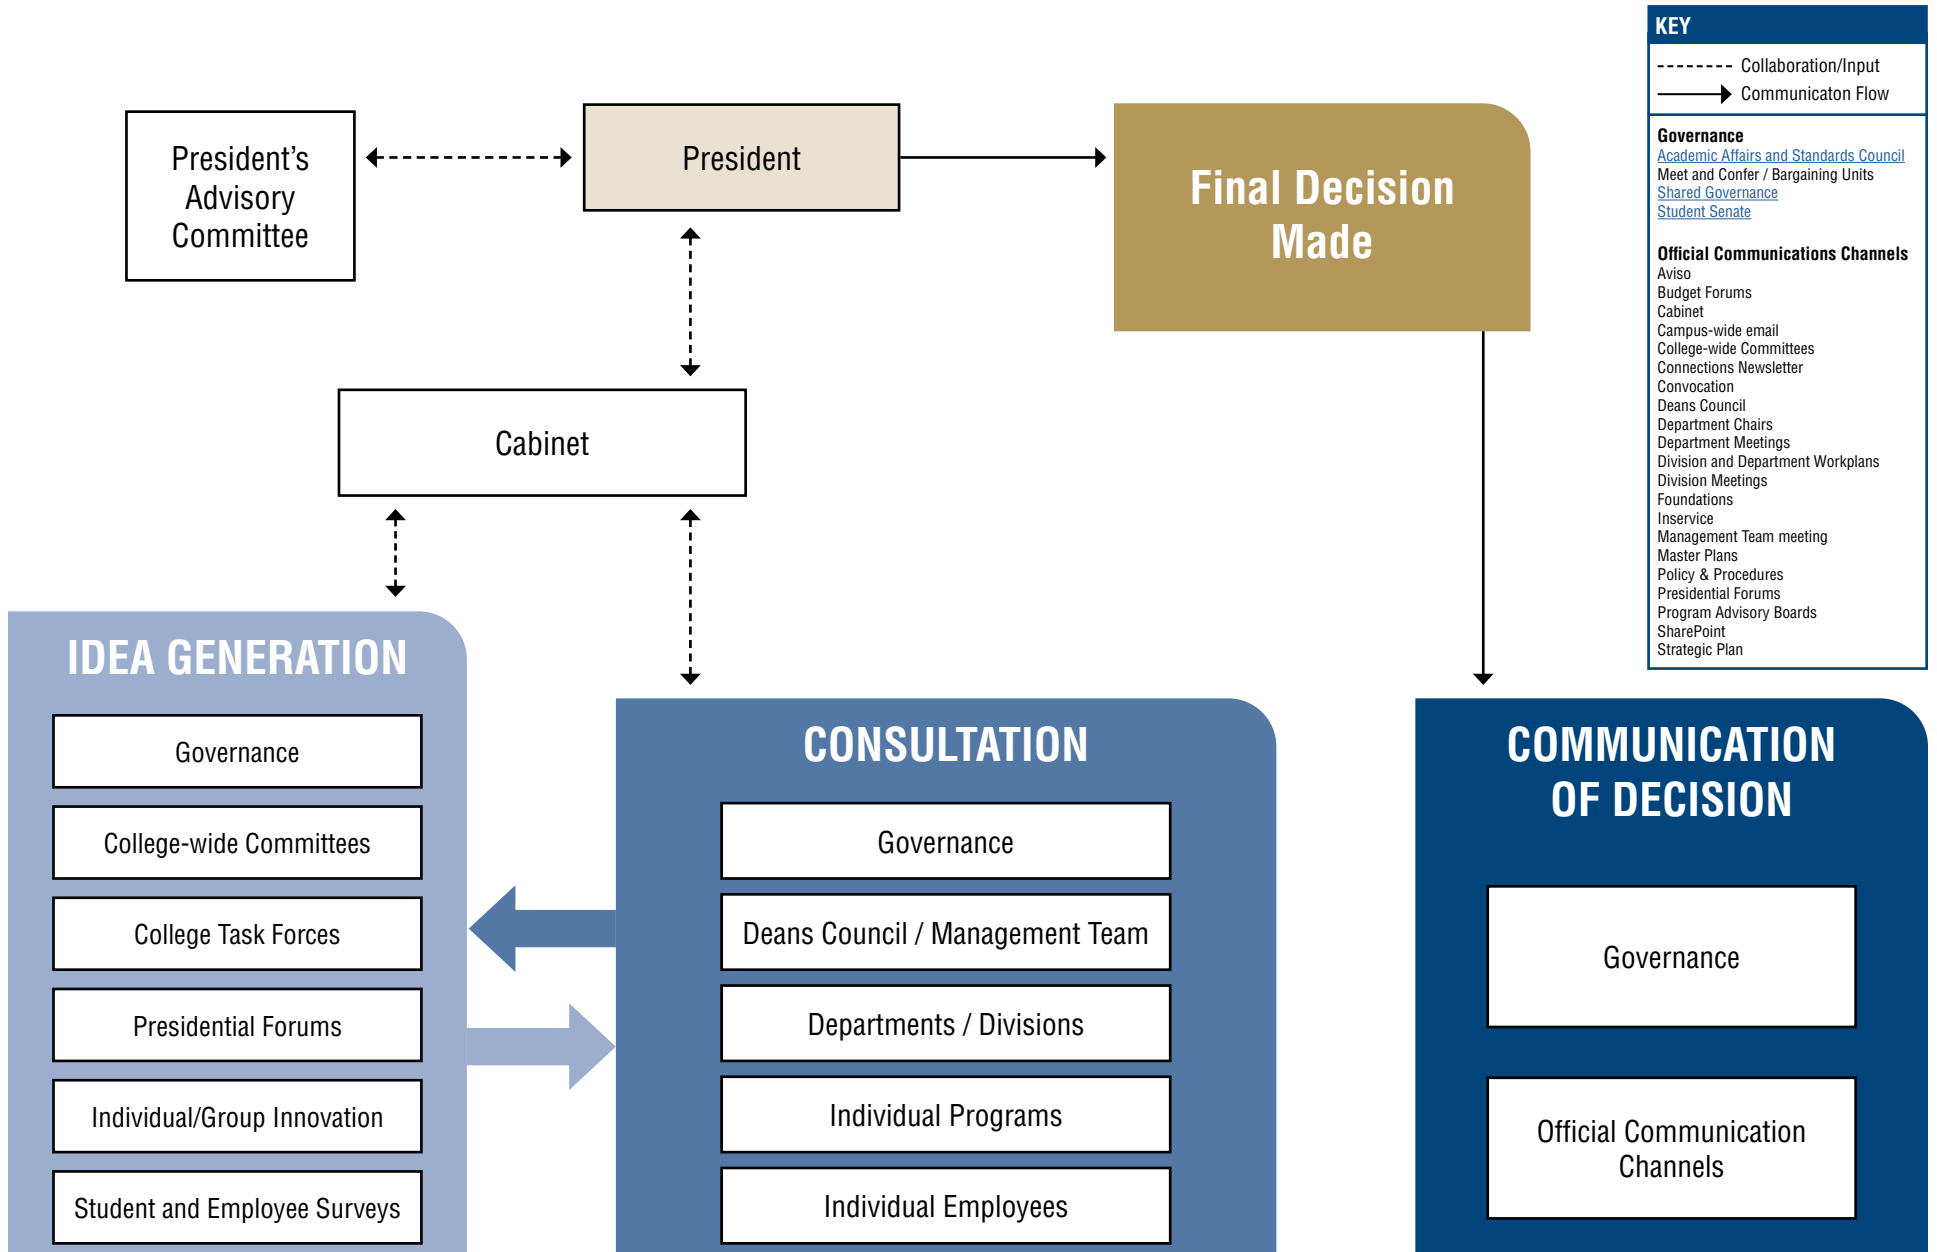 KEY
Collaboration/Input
Communicaton Flow
Governance
Academic Affairs and Standards Council
Meet and Confer / Bargaining Units
Shared Governance
Student Senate
Official Communications Channels
Aviso
Budget Forums
Cabinet
Campus-wide email
College-wide Committees
Connections Newsletter
Convocation
Deans Council
Department Chairs
Department Meetings
Division and Department Workplans
Division Meetings
Foundations
Inservice
Management Team meeting
Master Plans
Policy & Procedures
Presidential Forums
Program Advisory Boards
SharePoint
Strategic Plan
President’s
Advisory
Committee
President
Final Decision
Made
Cabinet
IDEA GENERATION
Governance
College-wide Committees
College Task Forces
Presidential Forums
Individual/Group Innovation
Student and Employee Surveys
CONSULTATION
Governance
Deans Council / Management Team
Departments / Divisions
Individual Programs
Individual Employees
COMMUNICATION
OF DECISION
Governance
Official Communication
Channels